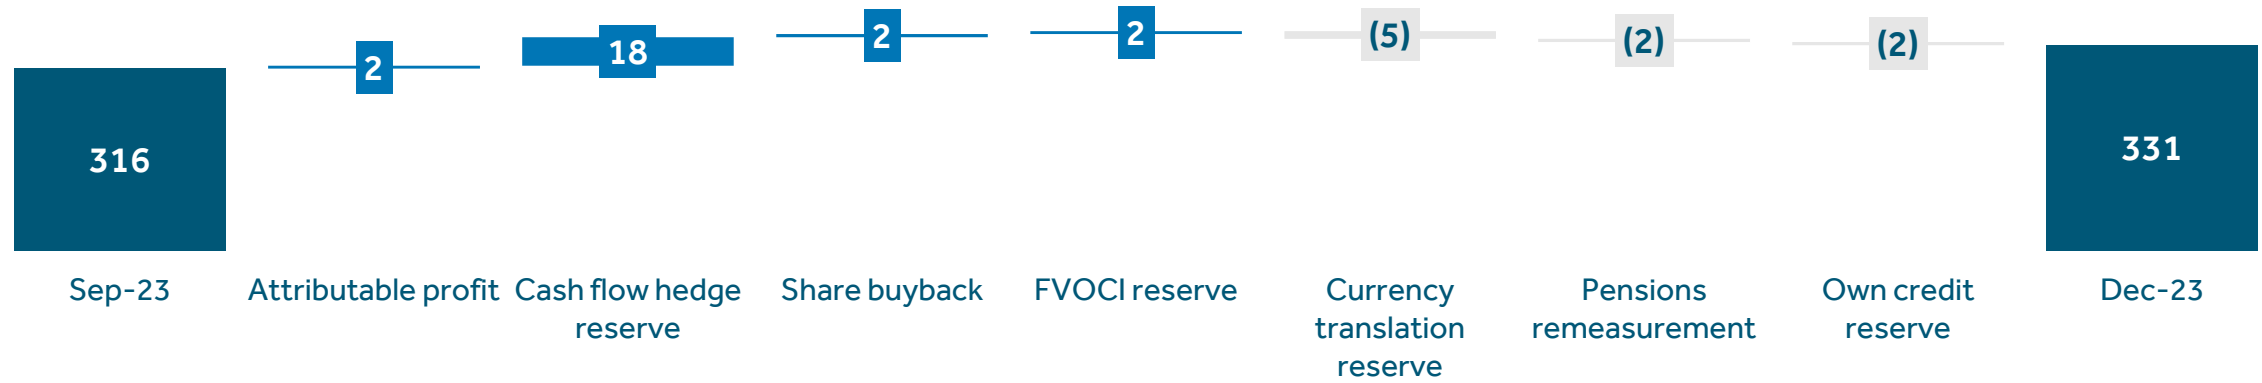 2
18
2
2
(5)
(2)
(2)
316
331
Sep-23
Attributable profit
Cash flow hedge
reserve
Share buyback
FVOCI reserve
Currency
translation
reserve
Pensions
remeasurement
Own credit
reserve
Dec-23